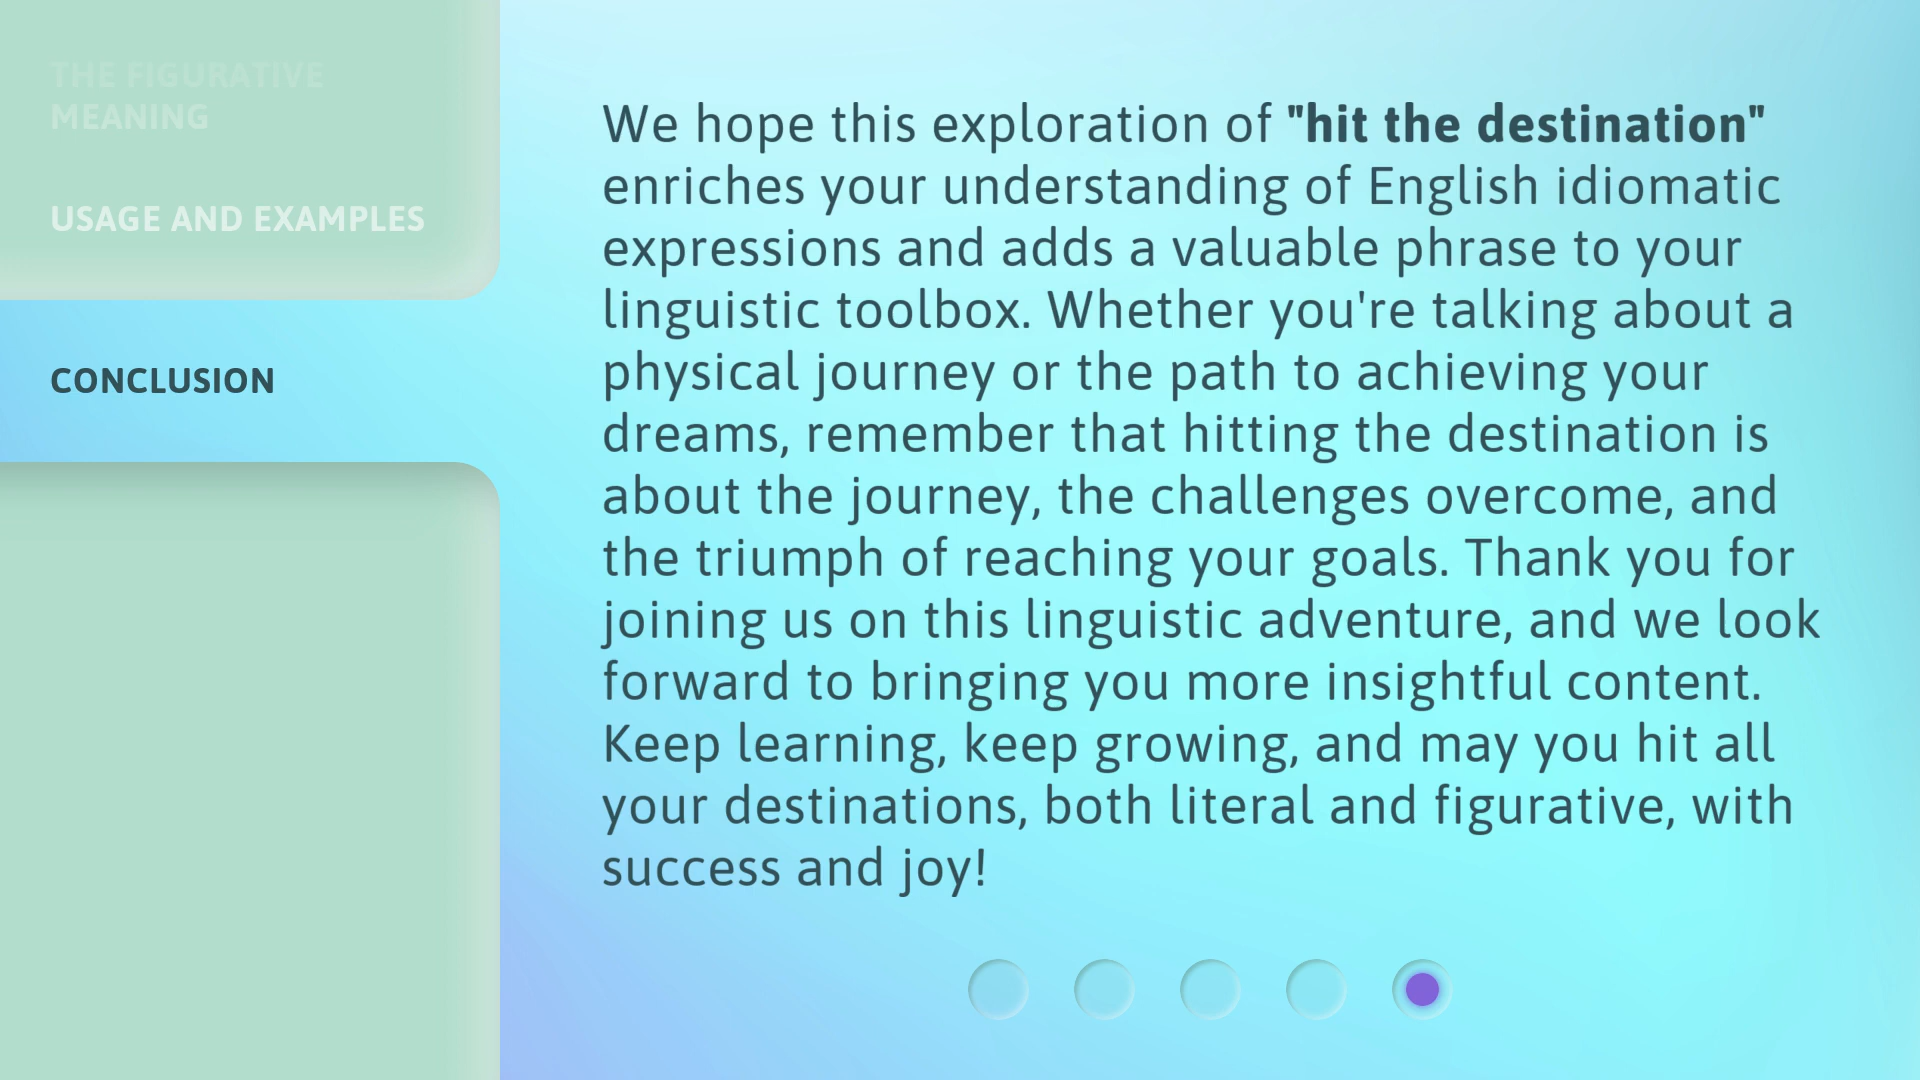 THE FIGURATIVE
MEANING
USAGE AND EXAMPLES
CONCLUSION
We hope this exploration of "hit the destination"
enriches your understanding of English idiomatic
expressions and adds a valuable phrase to your
linguistic toolbox. Whether you're talking about a
physical journey or the path to achieving your
dreams, remember that hitting the destination is
about the journey, the challenges overcome, and
the triumph of reaching your goals. Thank you for
joining us on this linguistic adventure, and we look
forward to bringing you more insightful content.
Keep learning, keep growing, and may you hit all
your destinations, both literal and figurative, with
success and joy!